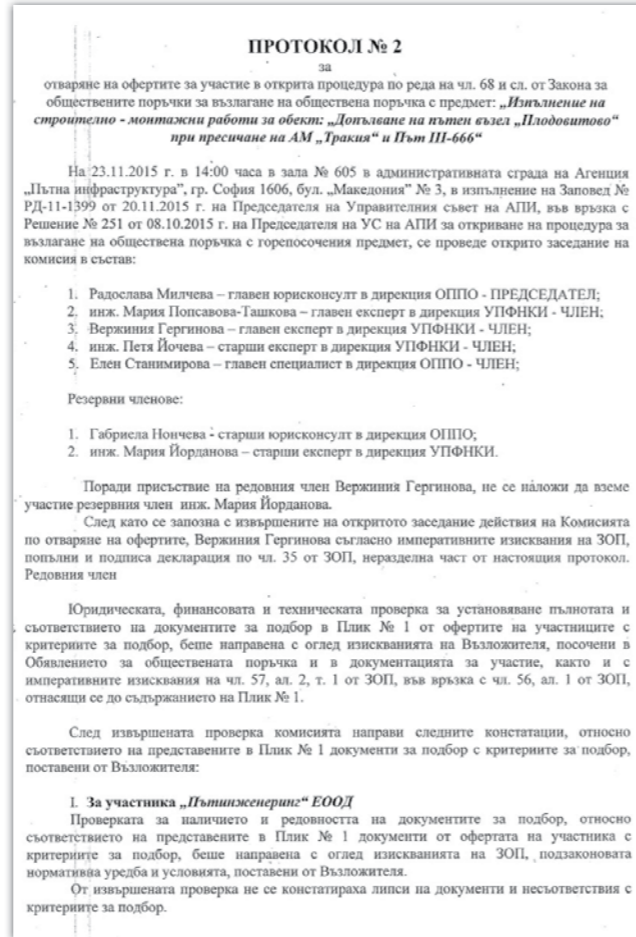 ПРОТОКОЛ № 2
за
отваряне на офертите за участие в открита процедура по реда на чл. 68 и сл. от Закона за
обществените поръчки за възлагане на обществена поръчка с предмет: „Изпълнение на
строително - монтажни работи за обект: „Допълване на пътен възел „Плодовитово“
при пресичане на АМ „Тракия“ и Път III-666“
На 23.11.2015 г. в 14:00 часа в зала № 605 в административната сграда на Агенция
„Пътна инфраструктура”, гр. София 1606, бул. „Македония” № 3, в изпълнение на Заповед №
РД-11-1399 от 20.11.2015 г. на Председателя на Управителния съвет на АПИ, във връзка с
Решение № 251 от 08.10.2015 г. на Председателя на УС на АПИ за откриване на процедура за
възлагане на обществена поръчка с горепосочения предмет, се проведе открито заседание на
комисия в състав:
1. Радослава Милчева – главен юрисконсулт в дирекция ОППО - ПРЕДСЕДАТЕЛ;
2. инж. Мария Попсавова-Ташкова – главен експерт в дирекция УПФНКИ - ЧЛЕН;
3. Вержиния Гергинова – главен експерт в дирекция УПФНКИ - ЧЛЕН;
4. инж. Петя Йочева – старши експерт в дирекция УПФНКИ - ЧЛЕН;
5. Елен Станимирова – главен специалист в дирекция ОППО - ЧЛЕН;
Резервни членове:
1. Габриела Нончева - старши юрисконсулт в дирекция ОППО;
2. инж. Мария Йорданова – старши експерт в дирекция УПФНКИ.
Поради присъствие на редовния член Вержиния Гергинова, не се наложи да вземе
участие резервния член инж. Мария Йорданова.
След като се запозна с извършените на откритото заседание действия на Комисията
по отваряне на офертите, Вержиния Гергинова съгласно императивните изисквания на ЗОП,
попълни и подписа декларация по чл. 35 от ЗОП, неразделна част от настоящия протокол.
Редовния член
Юридическата, финансовата и техническата проверка за установяване пълнотата и
съответствието на документите за подбор в Плик № 1 от офертите на участниците с
критериите за подбор, беше направена с оглед изискванията на Възложителя, посочени в
Обявлението за обществената поръчка и в документацията за участие, както и с
императивните изисквания на чл. 57, ал. 2, т. 1 от ЗОП, във връзка с чл. 56, ал. 1 от ЗОП,
отнасящи се до съдържанието на Плик № 1.
След извършената проверка комисията направи следните констатации, относно
съответствието на представените в Плик № 1 документи за подбор с критериите за подбор,
поставени от Възложителя:
I. За участника „Пътинженеринг“ ЕООД
Проверката за наличието и редовността на документите за подбор, относно
съответствието на представените в Плик № 1 документи от офертата на участника с
критериите за подбор, беше направена с оглед изискванията на ЗОП, подзаконовата
нормативна уредба и условията, поставени от Възложителя.
От извършената проверка не се констатираха липси на документи и несъответствия с
критериите за подбор.